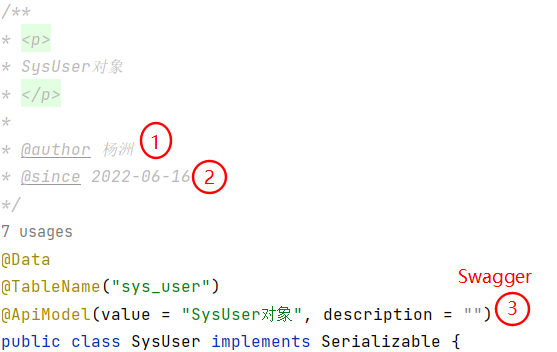 /**
* <p>
* SysUser对象
* </p>
*
* @author 杨洲 1
* @since 2022-06-16 2
*/
7 usages
@Data
@TableName("sys_user")
Swagger
@ApiModel(value = "SysUser对象", description = "") 3
public class SysUser implements Serializable {